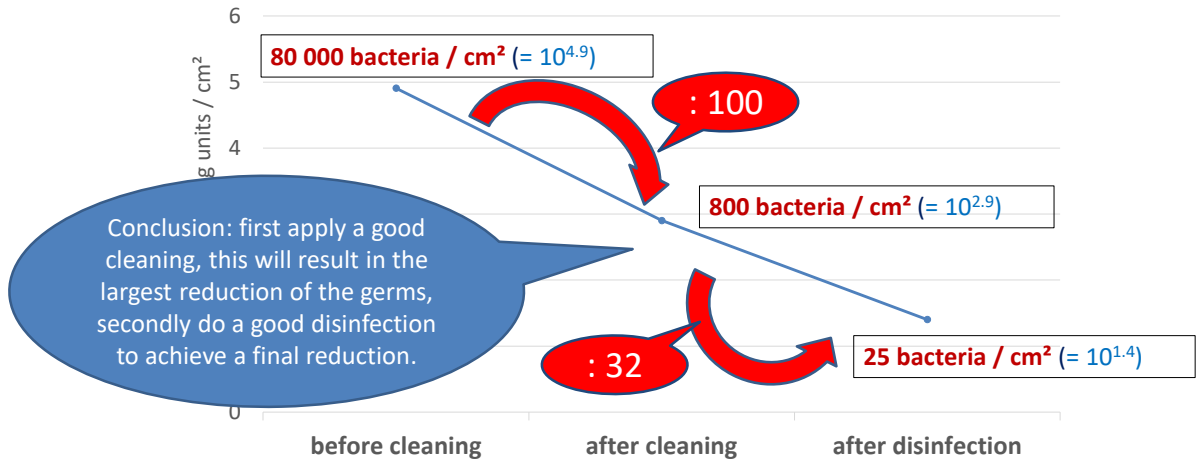 6
80 000 bacteria / cm² (= 10^4.9)
5
: 100
g units / cm²
4
800 bacteria / cm² (= 10^2.9)
Conclusion: first apply a good
cleaning, this will result in the
largest reduction of the germs,
secondly do a good disinfection
to achieve a final reduction.
: 32
25 bacteria / cm² (= 10^1.4)
0
before cleaning
after cleaning
after disinfection